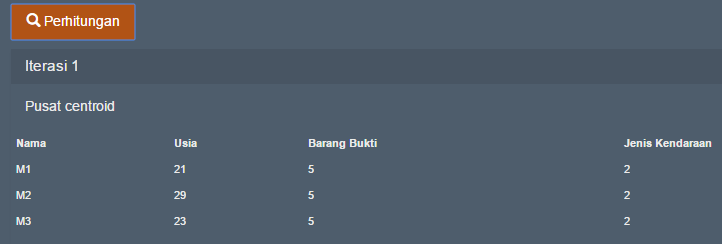 Perhitungan
Iterasi 1
Pusat centroid
Nama Usia Barang Bukti Jenis Kendaraan
M1 21 5 2
M2 29 5 2
M3 23 5 2